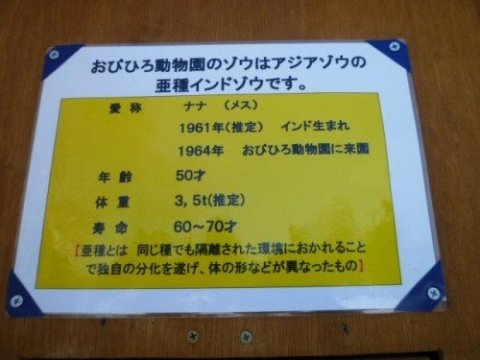 おびひろ動物園のゾウはアジアゾウの
亜種インドゾウです。
愛称 ナナ (メス)
1961年(推定) インド生まれ
1964年 おびひろ動物園に来園
年齢 50才
体重 3,5t(推定)
寿命 60～70才
【亜種とは 同じ種でも隔離された環境におかれること
で独自の分化を遂げ、体の形などが異なったもの】